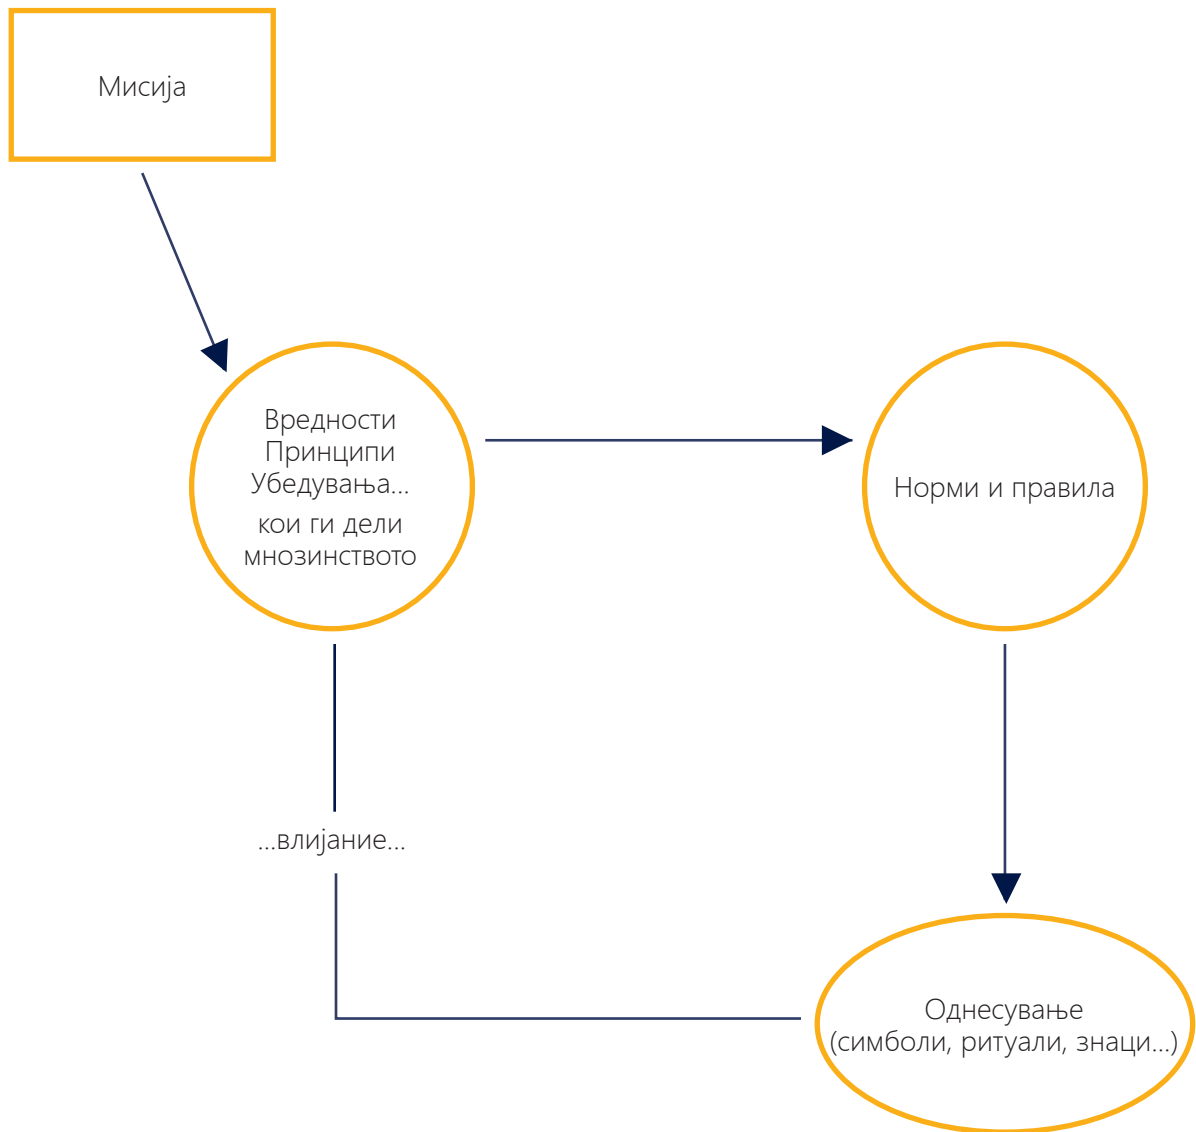 Мисија
Вредности
Принципи
Убедувања...
кои ги дели
мнозинството
Норми и правила
...влијание...
Однесување
(симболи, ритуали, знаци...)